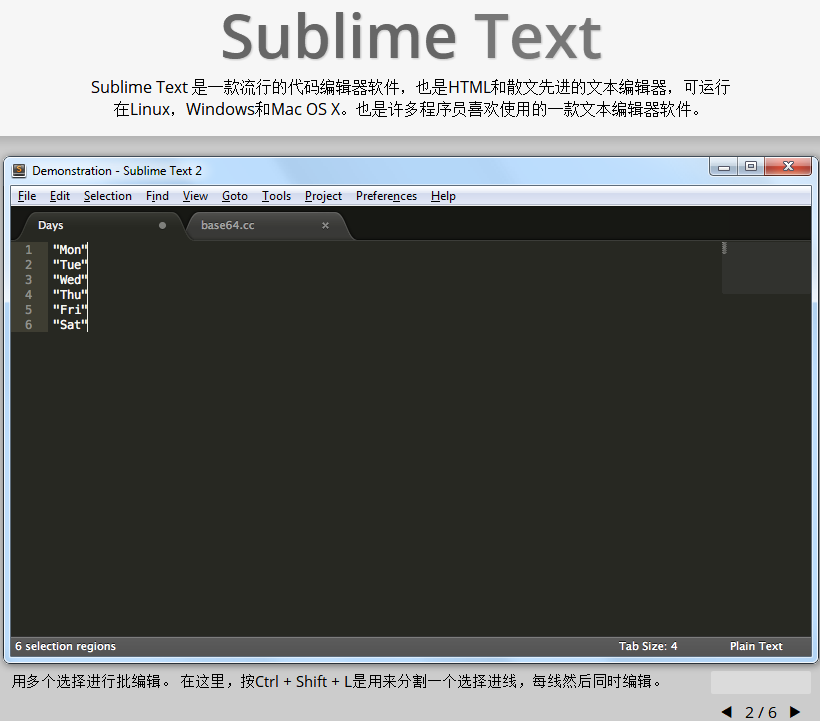 Sublime Text
Sublime Text 是一款流行的代码编辑器软件，也是HTML和散文先进的文本编辑器，可运行
在Linux，Windows和Mac OS X。也是许多程序员喜欢使用的一款文本编辑器软件。
Demonstration - Sublime Text 2
File Edit Selection Find View Goto Tools Project Preferences Help
Days base64.cc
1 "Mon"
2 "Tue"
3 "Wed"
4 "Thu"
5 "Fri"
6 "Sat"
6 selection regions Tab Size: 4 Plain Text
用多个选择进行批编辑。 在这里，按Ctrl + Shift + L是用来分割一个选择进线，每线然后同时编辑。
2 / 6